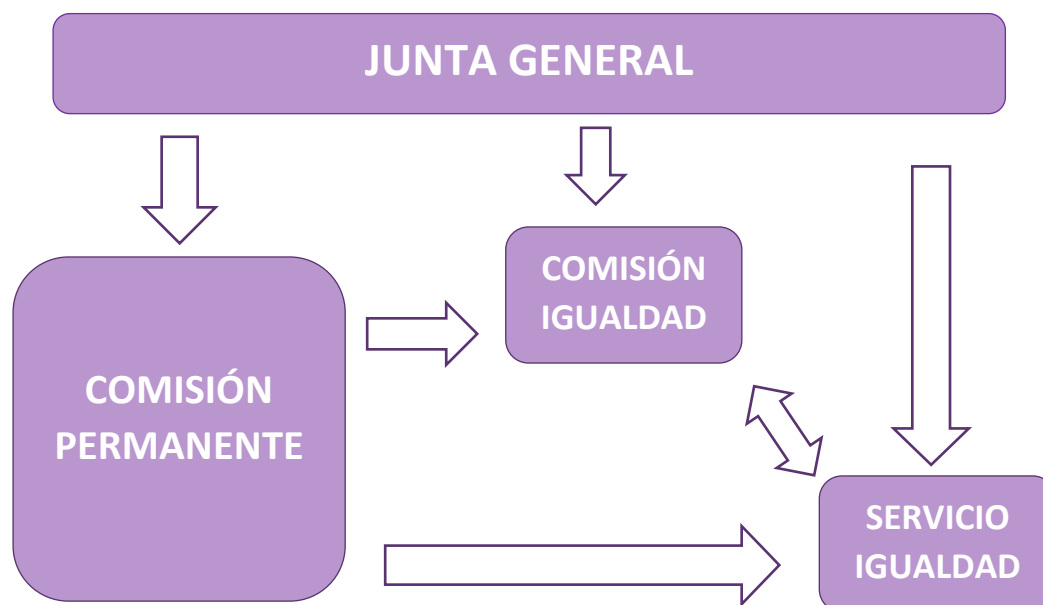 JUNTA GENERAL
COMISIÓN
IGUALDAD
COMISIÓN
PERMANENTE
SERVICIO
IGUALDAD